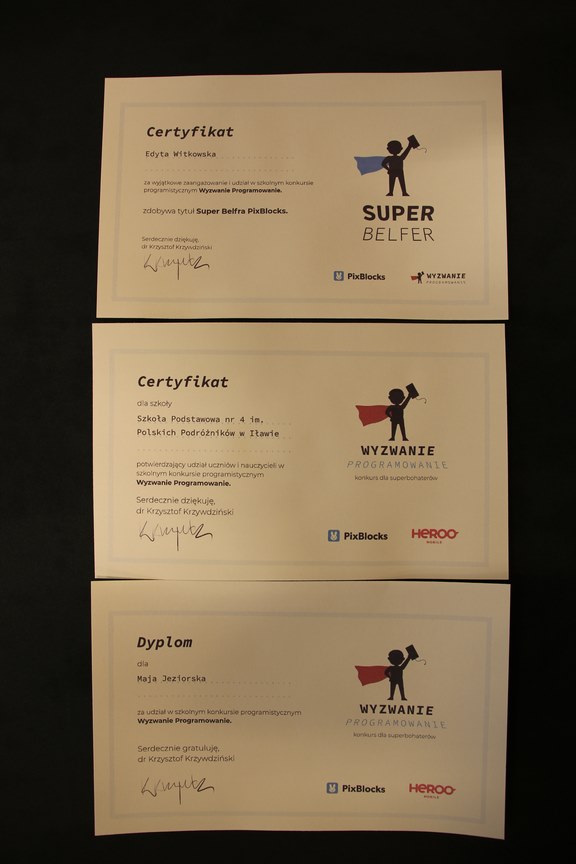 Certyfikat
Edyta Witkowska
za wyjątkowe zaangażowanie i udział w szkolnym konkursie
programistycznym Wyzwanie Programowanie.
zdobywa tytuł Super Belfra PixBlocks.
Serdecznie dziękuję,
dr Krzysztof Krzywdziński
SUPER
BELFER
PixBlocks
WYZWANIE
PROGRAMOWANIE
Certyfikat
dla szkoły
Szkoła Podstawowa nr 4 im.
Polskich Podróżników w Iławie
potwierdzający udział uczniów i nauczycieli w
szkolnym konkursie programistycznym
Wyzwanie Programowanie.
Serdecznie dziękuję,
dr Krzysztof Krzywdziński
WYZWANIE
PROGRAMOWANIE
konkurs dla superbohaterów
PixBlocks
HEROO
MOBILE
Dyplom
dla
Maja Jeziorska
za udział w szkolnym konkursie programistycznym
Wyzwanie Programowanie.
Serdecznie gratuluję,
dr Krzysztof Krzywdziński
WYZWANIE
PROGRAMOWANIE
konkurs dla superbohaterów
PixBlocks
HEROO
MOBILE